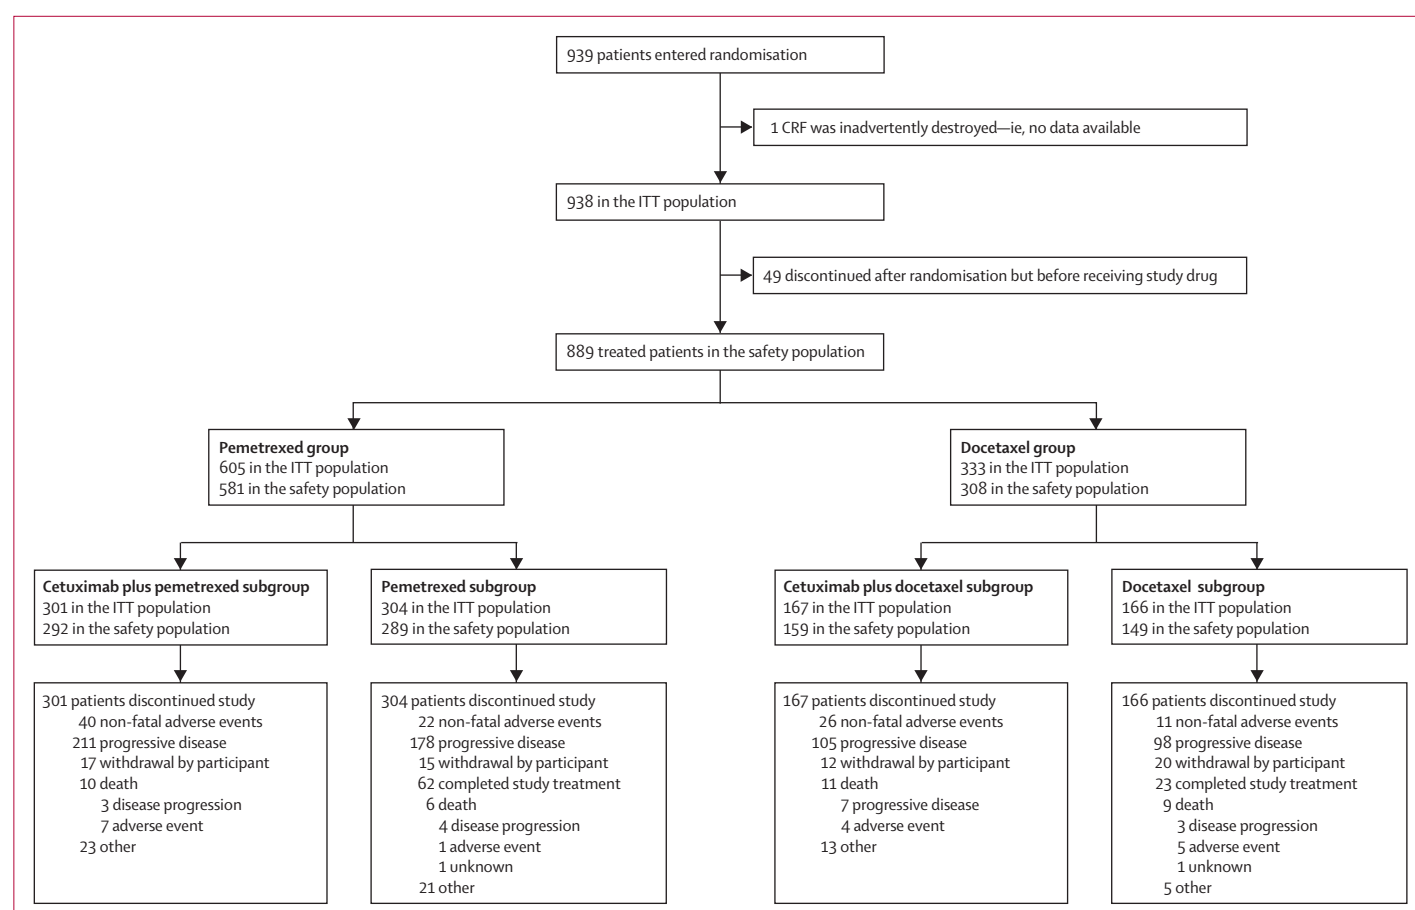 939 patients entered randomisation
1 CRF was inadvertently destroyed—ie, no data available
938 in the ITT population
49 discontinued after randomisation but before receiving study drug
889 treated patients in the safety population
Pemetrexed group
605 in the ITT population
581 in the safety population
Docetaxel group
333 in the ITT population
308 in the safety population
Cetuximab plus pemetrexed subgroup
301 in the ITT population
292 in the safety population
Pemetrexed subgroup
304 in the ITT population
289 in the safety population
Cetuximab plus docetaxel subgroup
167 in the ITT population
159 in the safety population
Docetaxel subgroup
166 in the ITT population
149 in the safety population
301 patients discontinued study
40 non-fatal adverse events
211 progressive disease
17 withdrawal by participant
10 death
3 disease progression
7 adverse event
23 other
304 patients discontinued study
22 non-fatal adverse events
178 progressive disease
15 withdrawal by participant
62 completed study treatment
6 death
4 disease progression
1 adverse event
1 unknown
21 other
167 patients discontinued study
26 non-fatal adverse events
105 progressive disease
12 withdrawal by participant
11 death
7 progressive disease
4 adverse event
13 other
166 patients discontinued study
11 non-fatal adverse events
98 progressive disease
20 withdrawal by participant
23 completed study treatment
9 death
3 disease progression
5 adverse event
1 unknown
5 other